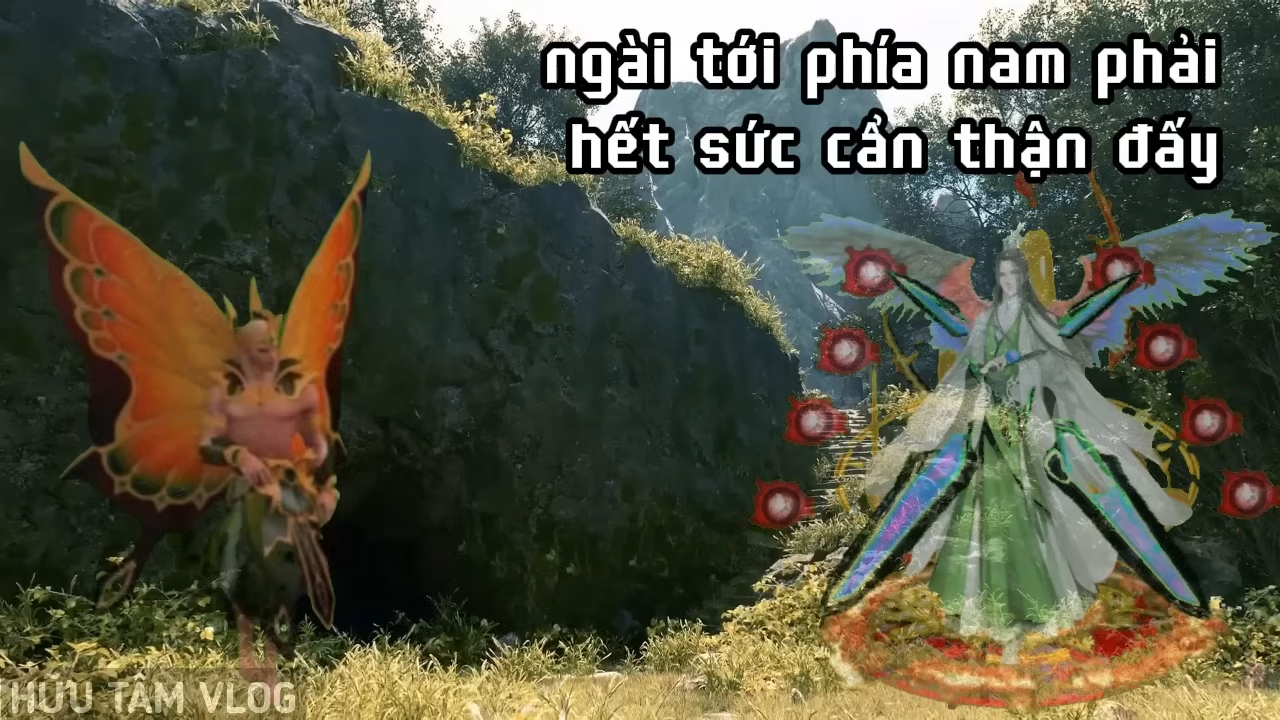 ngài tới phía nam phải
hết sức cẩn thận đấy
HỮU TÂM VLOG